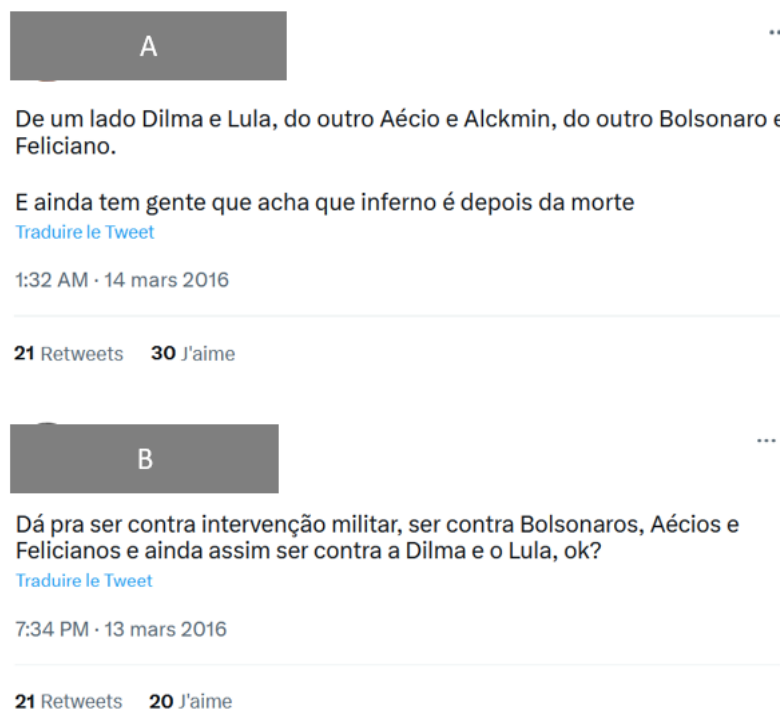 A
De um lado Dilma e Lula, do outro Aécio e Alckmin, do outro Bolsonaro e
Feliciano.
E ainda tem gente que acha que inferno é depois da morte
Traduire le Tweet
1:32 AM · 14 mars 2016
21 Retweets 30 J'aime
B
Dá pra ser contra intervenção militar, ser contra Bolsonaros, Aécios e
Felicianos e ainda assim ser contra a Dilma e o Lula, ok?
Traduire le Tweet
7:34 PM · 13 mars 2016
21 Retweets 20 J'aime